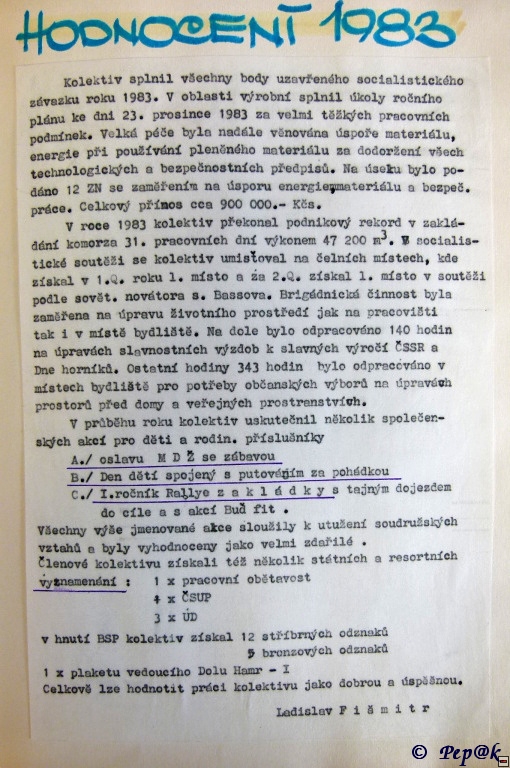 HODNOCENÍ 1983
Kolektiv splnil všechny body uzavřeného socialistického
závazku roku 1983. V oblasti výrobní splnil úkoly ročního
plánu ke dni 23. prosince 1983 za velmi těžkých pracovních
podmínek. Velká péče byla nadále věnována úspoře materiálu,
energie při používání pleněného materiálu za dodoržení všech
technologických a bezpečnostních předpisů. Na úseku bylo po-
dáno 12 ZN se zaměřením na úsporu energie,materiálu a bezpeč.
práce. Celkový přínos cca 900 000.- Kčs.
V roce 1983 kolektiv překonal podnikový rekord v zaklá-
dání komorza 31. pracovních dní výkonem 47 200 m³. V socialis-
tické soutěži se kolektiv umistoval na čelních místech, kde
získal v 1.Q. roku 1. místo a za 2.Q. získal 1. místo v soutěži
podle sovět. novátora s. Bassova. Brigádnická činnost byla
zaměřena na úpravu životního prostředí jak na pracovišti
tak i v místě bydliště. Na dole bylo odpracováno 140 hodin
na úpravách slavnostních výzdob k slavných výročí ČSSR a
Dne horníků. Ostatní hodiny 343 hodin bylo odpracováno v
místech bydliště pro potřeby občanských výborů na úpravách
prostorů před domy a veřejných prostranstvích.
V průběhu roku kolektiv uskutečnil několik společen-
ských akcí pro děti a rodin. příslušníky
A./ oslavu M D Ž se zábavou
B./ Den dětí spojený s putováním za pohádkou
C./ I.ročník Rallye z a k l á d k y s tajným dojezdem
do cíle a s akcí Buď fit .
Všechny výše jmenované akce sloužily k utužení soudružských
vztahů a byly vyhodnoceny jako velmi zdařilé .
Členové kolektivu získali též několik státních a resortních
vyznamenání : 1 x pracovní obětavost
4 x ČSUP
3 x ÚD
v hnutí BSP kolektiv získal 12 stříbrných odznaků
5 bronzových odznaků
1 x plaketu vedoucího Dolu Hamr - I
Celkově lze hodnotit práci kolektivu jako dobrou a úspěšnou.
Ladislav F i š m i t r
© Pep@k